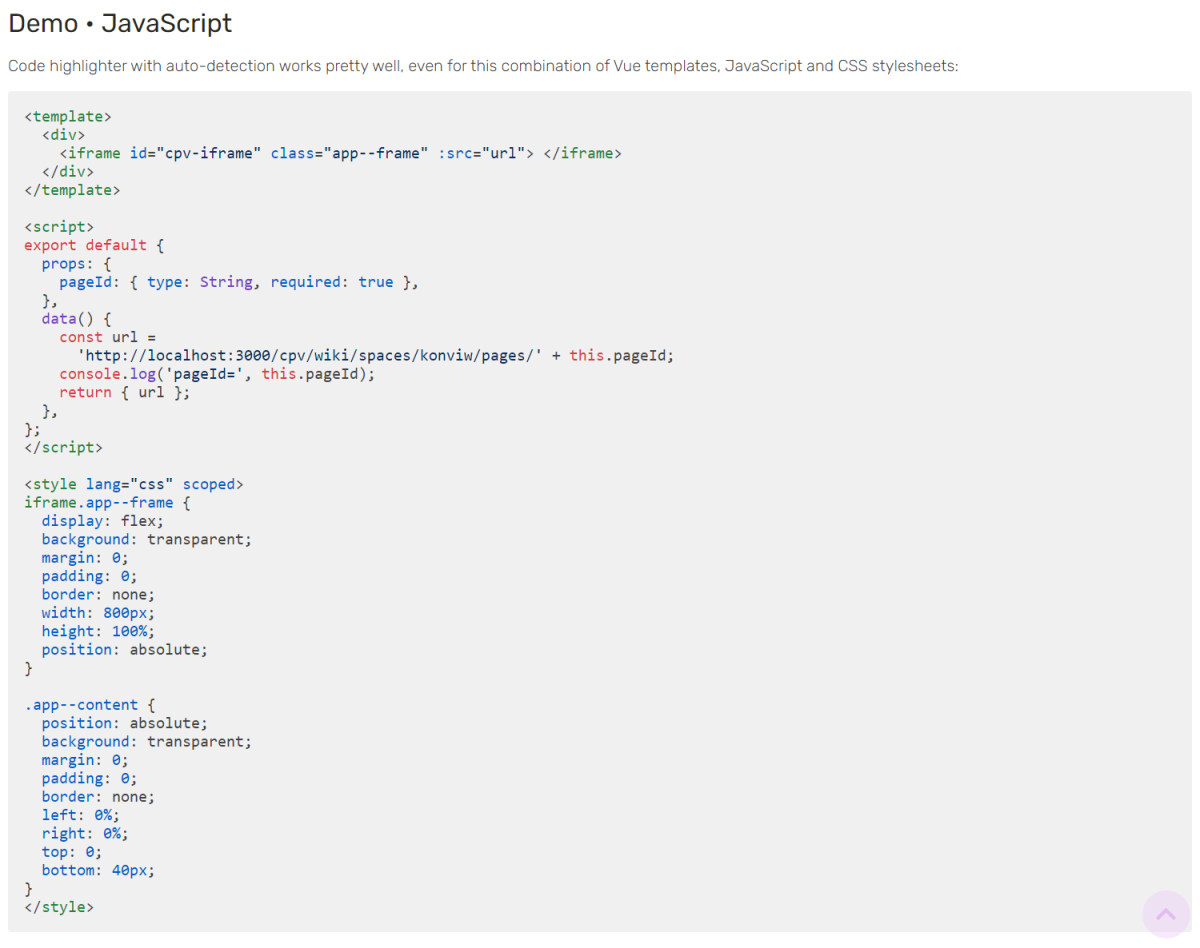 Demo • JavaScript
Code highlighter with auto-detection works pretty well, even for this combination of Vue templates, JavaScript and CSS stylesheets:
<template>
  <div>
    <iframe id="cpv-iframe" class="app--frame" :src="url"> </iframe>
  </div>
</template>

<script>
export default {
  props: {
    pageId: { type: String, required: true },
  },
  data() {
    const url =
      'http://localhost:3000/cpv/wiki/spaces/konviw/pages/' + this.pageId;
    console.log('pageId=', this.pageId);
    return { url };
  },
};
</script>

<style lang="css" scoped>
iframe.app--frame {
  display: flex;
  background: transparent;
  margin: 0;
  padding: 0;
  border: none;
  width: 800px;
  height: 100%;
  position: absolute;
}

.app--content {
  position: absolute;
  background: transparent;
  margin: 0;
  padding: 0;
  border: none;
  left: 0%;
  right: 0%;
  top: 0;
  bottom: 40px;
}
</style>